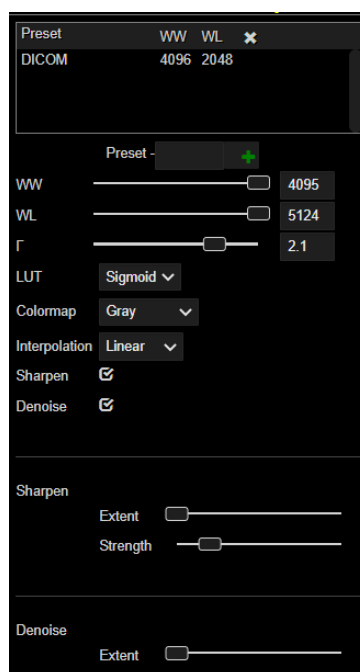 Preset WW WL ✖
DICOM 4096 2048
Preset -
WW 4095
WL 5124
Γ 2.1
LUT Sigmoid
Colormap Gray
Interpolation Linear
Sharpen
Denoise
Sharpen
Extent
Strength
Denoise
Extent